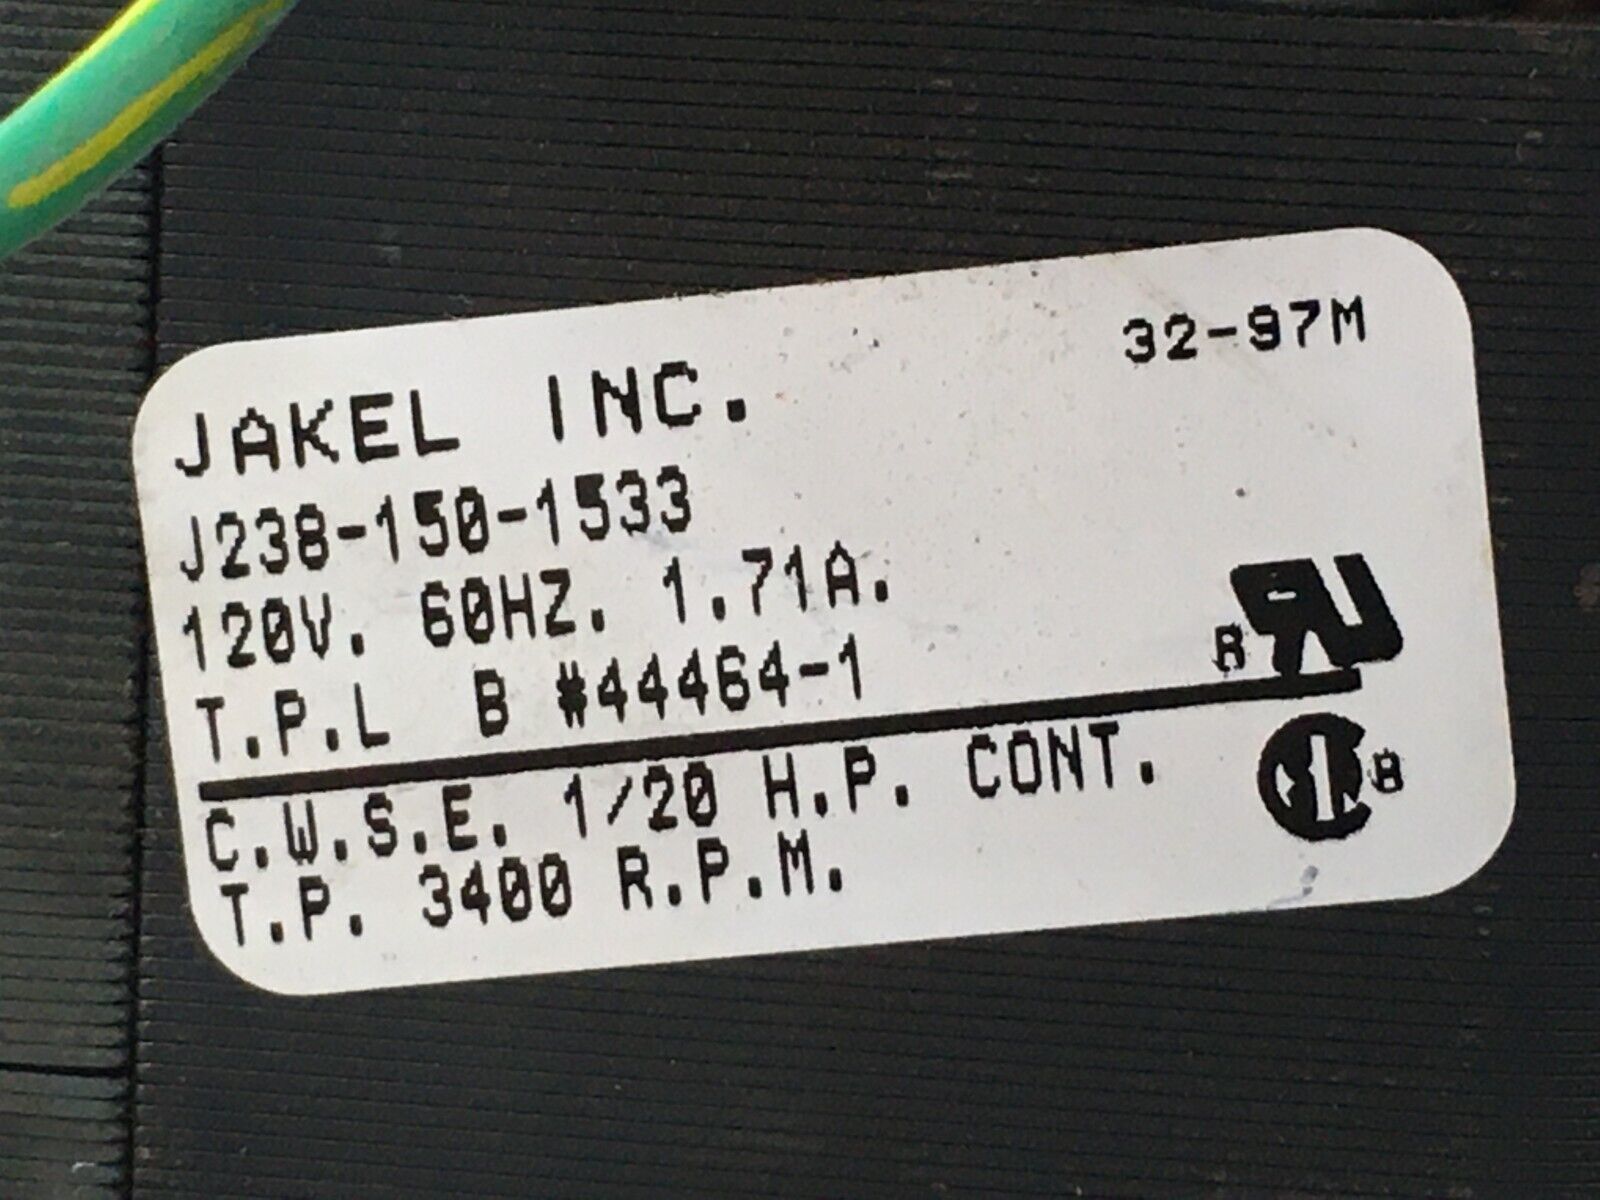 32-97M
JAKEL INC.
J238-150-1533
120V. 60HZ. 1.71A.
T.P.L B #44464-1
R
C.W.S.E. 1/20 H.P. CONT.
T.P. 3400 R.P.M.